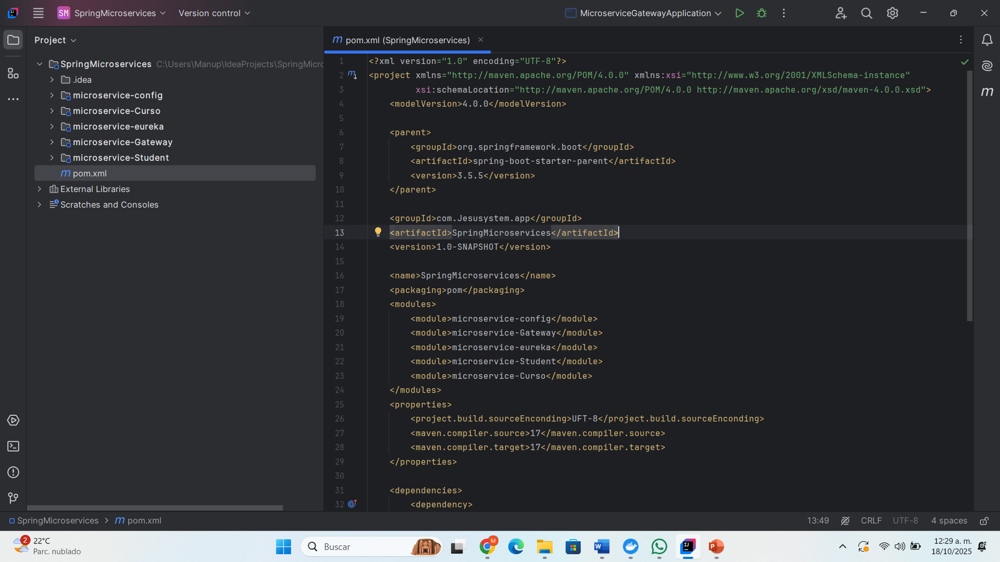 SM SpringMicroservices Version control MicroserviceGatewayApplication
Project
SpringMicroservices C:\Users\Manup\IdeaProjects\SpringMicro
.idea
microservice-config
microservice-Curso
microservice-eureka
microservice-Gateway
microservice-Student
m pom.xml
External Libraries
Scratches and Consoles
m pom.xml (SpringMicroservices)
1 <?xml version="1.0" encoding="UTF-8"?>
2 <project xmlns="http://maven.apache.org/POM/4.0.0" xmlns:xsi="http://www.w3.org/2001/XMLSchema-instance"
3 xsi:schemaLocation="http://maven.apache.org/POM/4.0.0 http://maven.apache.org/xsd/maven-4.0.0.xsd">
4 <modelVersion>4.0.0</modelVersion>
5
6 <parent>
7 <groupId>org.springframework.boot</groupId>
8 <artifactId>spring-boot-starter-parent</artifactId>
9 <version>3.5.5</version>
10 </parent>
11
12 <groupId>com.Jesusystem.app</groupId>
13 <artifactId>SpringMicroservices</artifactId>
14 <version>1.0-SNAPSHOT</version>
15
16 <name>SpringMicroservices</name>
17 <packaging>pom</packaging>
18 <modules>
19 <module>microservice-config</module>
20 <module>microservice-Gateway</module>
21 <module>microservice-eureka</module>
22 <module>microservice-Student</module>
23 <module>microservice-Curso</module>
24 </modules>
25 <properties>
26 <project.build.sourceEnconding>UFT-8</project.build.sourceEnconding>
27 <maven.compiler.source>17</maven.compiler.source>
28 <maven.compiler.target>17</maven.compiler.target>
29 </properties>
30
31 <dependencies>
32 <dependency>
SpringMicroservices > m pom.xml 13:49 CRLF UTF-8 4 spaces
2 22°C
Parc. nublado
Buscar
12:29 a. m.
18/10/2025